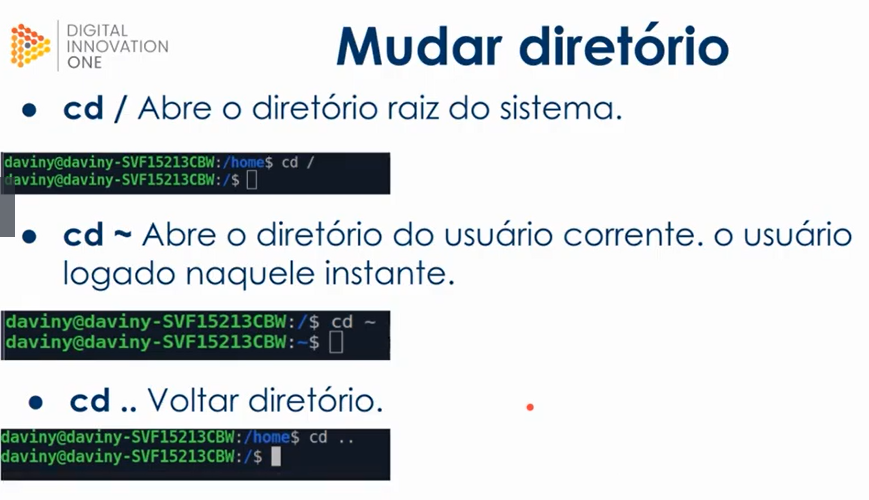 DIGITAL
INNOVATION
ONE
Mudar diretório
● cd / Abre o diretório raiz do sistema.
daviny@daviny-SVF15213CBW:/home$ cd /
daviny@daviny-SVF15213CBW:/$
● cd ~ Abre o diretório do usuário corrente. o usuário
logado naquele instante.
daviny@daviny-SVF15213CBW:/$ cd ~
daviny@daviny-SVF15213CBW:~$
● cd .. Voltar diretório.
daviny@daviny-SVF15213CBW:/home$ cd ..
daviny@daviny-SVF15213CBW:/$